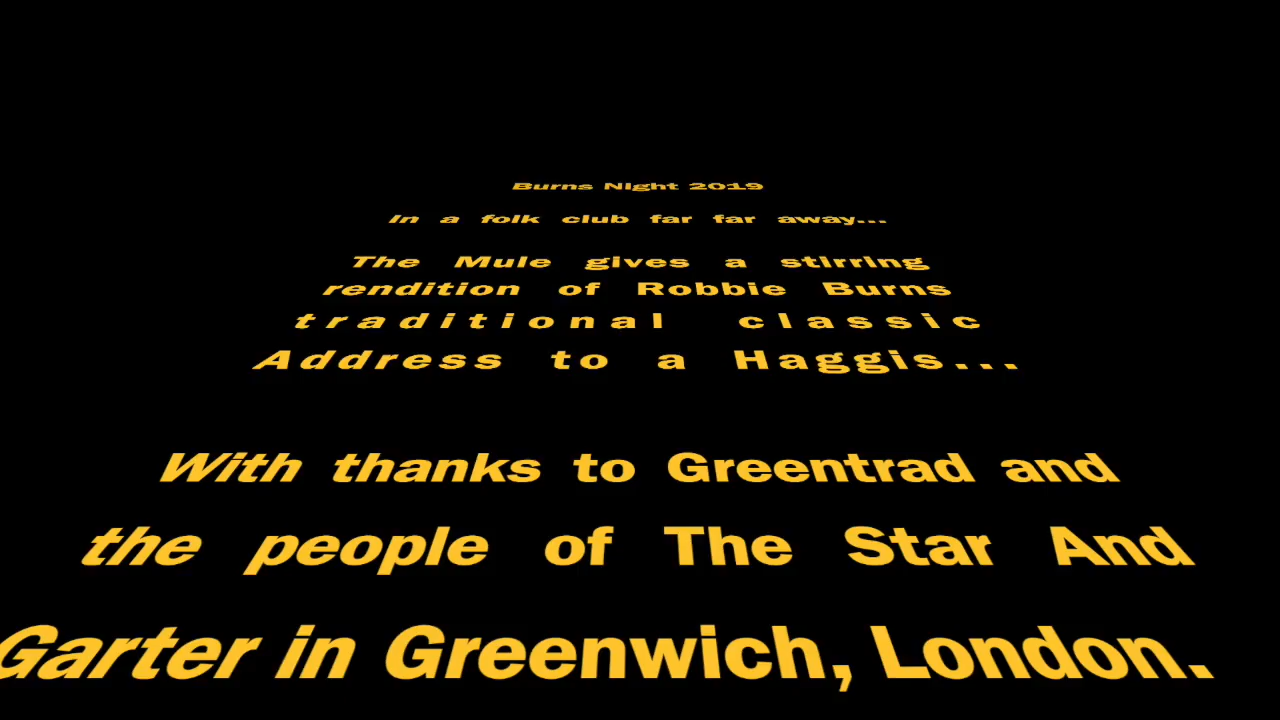 Burns Night 2019
In a folk club far far away...
The Mule gives a stirring
rendition of Robbie Burns
traditional classic
Address to a Haggis...
With thanks to Greentrad and
the people of The Star And
Garter in Greenwich, London.